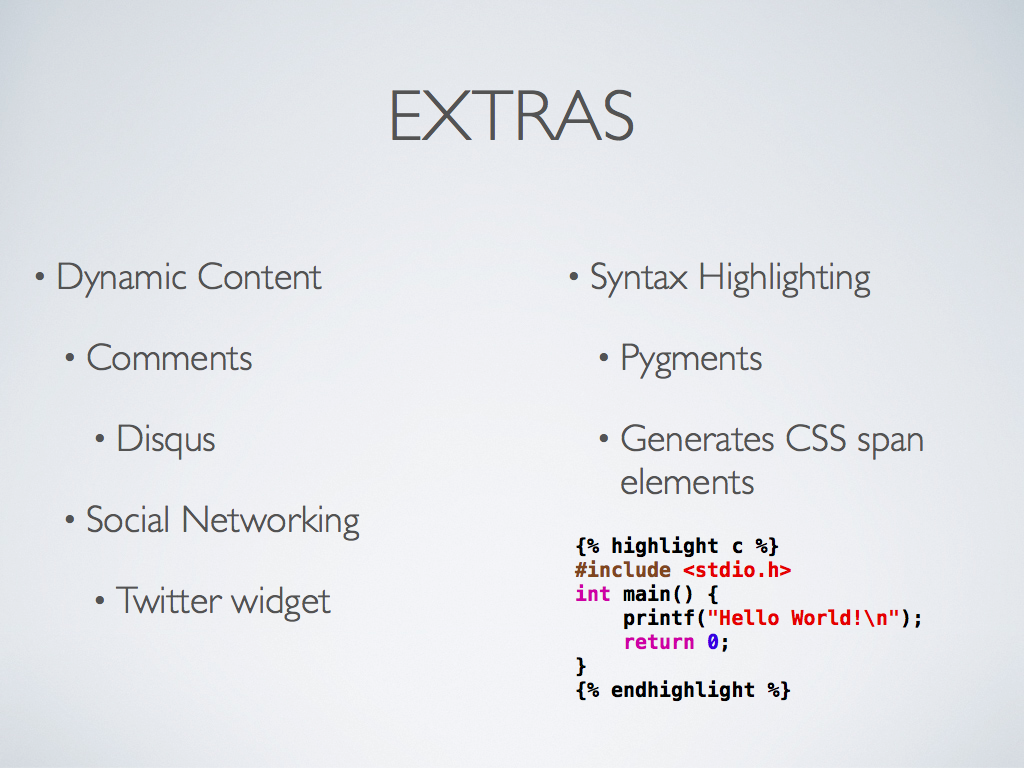 EXTRAS
• Dynamic Content
• Comments
• Disqus
• Social Networking
• Twitter widget
• Syntax Highlighting
• Pygments
• Generates CSS span
elements
{% highlight c %}
#include <stdio.h>
int main() {
    printf("Hello World!\n");
    return 0;
}
{% endhighlight %}